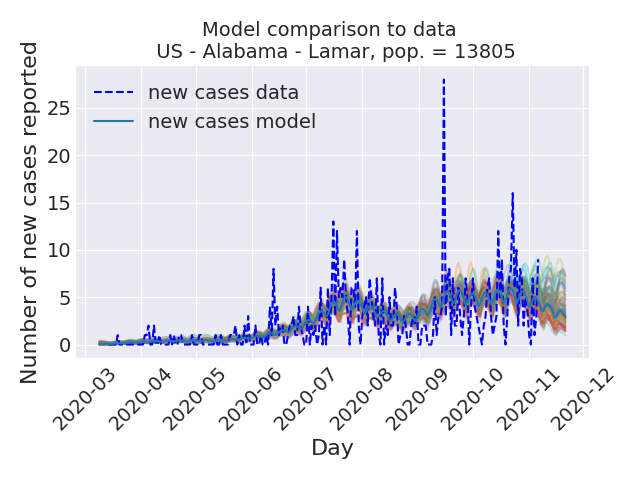 Model comparison to data
US - Alabama - Lamar, pop. = 13805
Number of new cases reported
new cases data
new cases model
25
20
15
10
5
0
2020-03
2020-04
2020-05
2020-06
2020-07
2020-08
2020-09
2020-10
2020-11
2020-12
Day